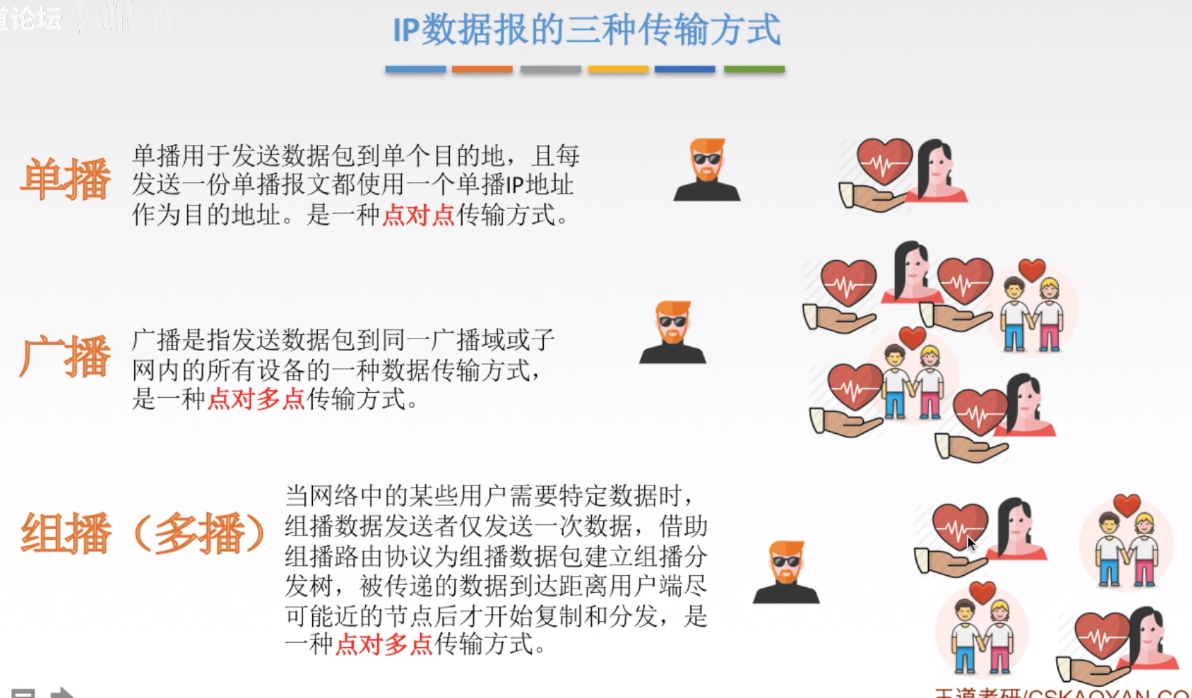 道论坛
IP数据报的三种传输方式
单播
单播用于发送数据包到单个目的地，且每
发送一份单播报文都使用一个单播IP地址
作为目的地址。是一种点对点传输方式。
广播
广播是指发送数据包到同一广播域或子
网内的所有设备的一种数据传输方式，
是一种点对多点传输方式。
组播（多播）
当网络中的某些用户需要特定数据时，
组播数据发送者仅发送一次数据，借助
组播路由协议为组播数据包建立组播分
发树，被传递的数据到达距离用户端尽
可能近的节点后才开始复制和分发，是
一种点对多点传输方式。
王道考研/CSKAOYAN.CO